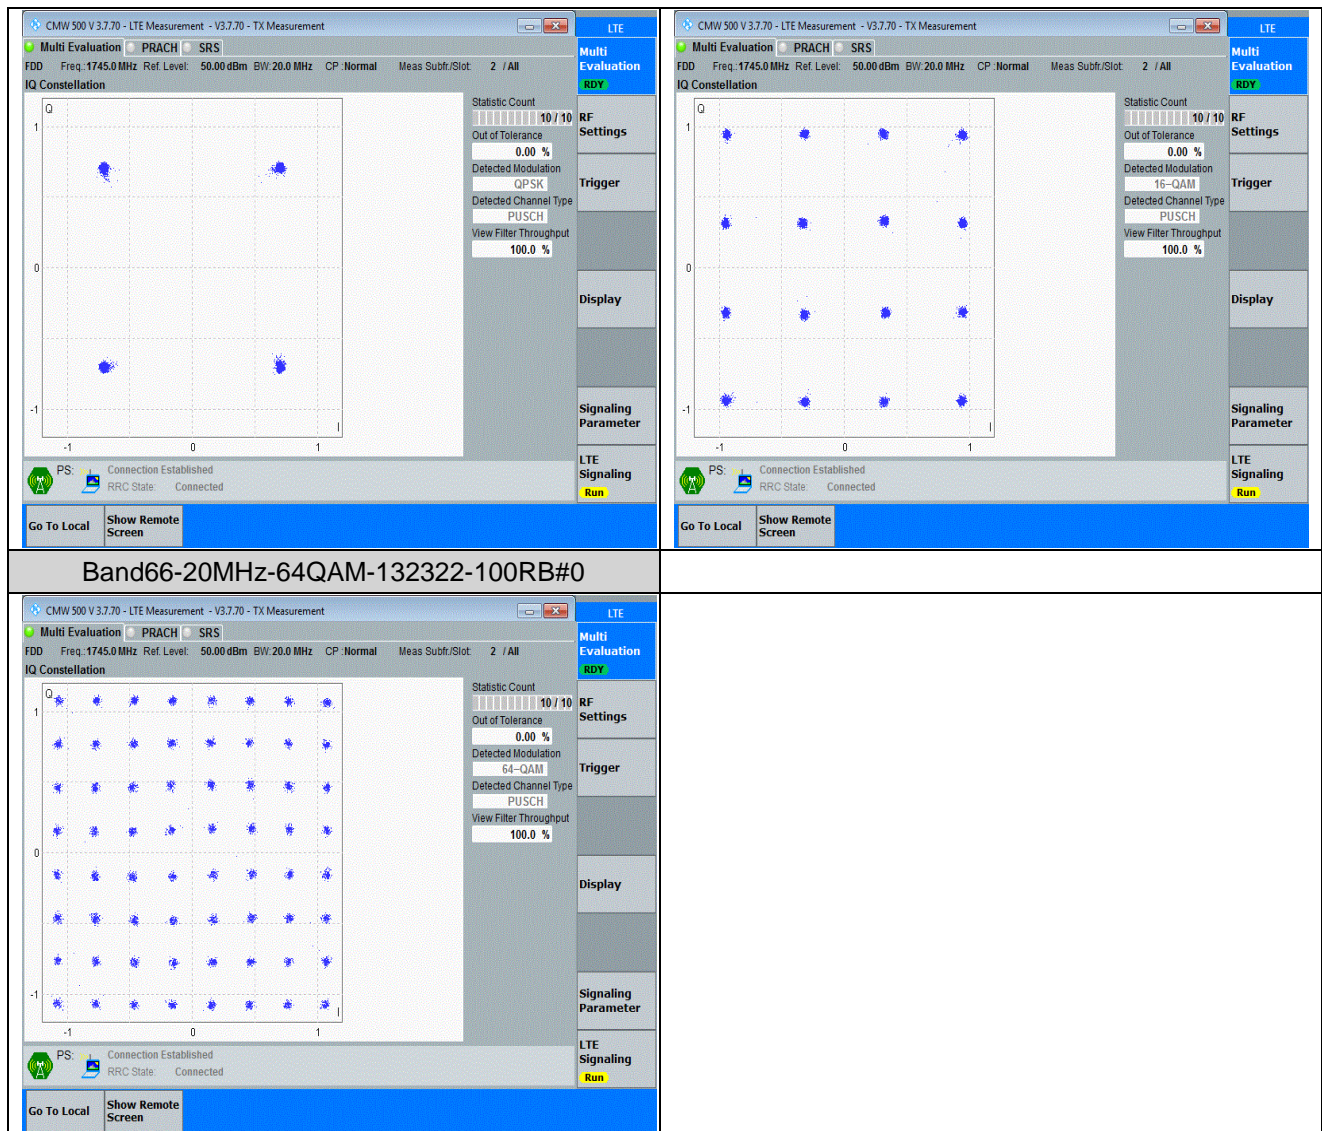 CMW 500 V 3.7.70 - LTE Measurement - V3.7.70 - TX Measurement
LTE
Multi Evaluation PRACH SRS
Multi Evaluation
RDY
FDD Freq.:1745.0 MHz Ref. Level: 50.00 dBm BW:20.0 MHz CP :Normal Meas Subfr./Slot: 2 / All
IQ Constellation
Q
1
0
-1
-1 0 1
I
Statistic Count
10 / 10
Out of Tolerance
0.00 %
Detected Modulation
QPSK
Detected Channel Type
PUSCH
View Filter Throughput
100.0 %
RF
Settings
Trigger
Display
Signaling
Parameter
LTE
Signaling
Run
PS: Connection Established
RRC State: Connected
Go To Local
Show Remote
Screen
CMW 500 V 3.7.70 - LTE Measurement - V3.7.70 - TX Measurement
LTE
Multi Evaluation PRACH SRS
Multi
Evaluation
RDY
FDD Freq.:1745.0 MHz Ref. Level: 50.00 dBm BW:20.0 MHz CP :Normal Meas Subfr./Slot: 2 / All
IQ Constellation
Q
1
0
-1
-1 0 1
I
Statistic Count
10 / 10
Out of Tolerance
0.00 %
Detected Modulation
16-QAM
Detected Channel Type
PUSCH
View Filter Throughput
100.0 %
RF
Settings
Trigger
Display
Signaling
Parameter
LTE
Signaling
Run
PS: Connection Established
RRC State: Connected
Go To Local
Show Remote
Screen
Band66-20MHz-64QAM-132322-100RB#0
CMW 500 V 3.7.70 - LTE Measurement - V3.7.70 - TX Measurement
LTE
Multi Evaluation PRACH SRS
Multi
Evaluation
RDY
FDD Freq.:1745.0 MHz Ref. Level: 50.00 dBm BW:20.0 MHz CP :Normal Meas Subfr./Slot: 2 / All
IQ Constellation
Q
1
0
-1
-1 0 1
I
Statistic Count
10 / 10
Out of Tolerance
0.00 %
Detected Modulation
64-QAM
Detected Channel Type
PUSCH
View Filter Throughput
100.0 %
RF
Settings
Trigger
Display
Signaling
Parameter
LTE
Signaling
Run
PS: Connection Established
RRC State: Connected
Go To Local
Show Remote
Screen